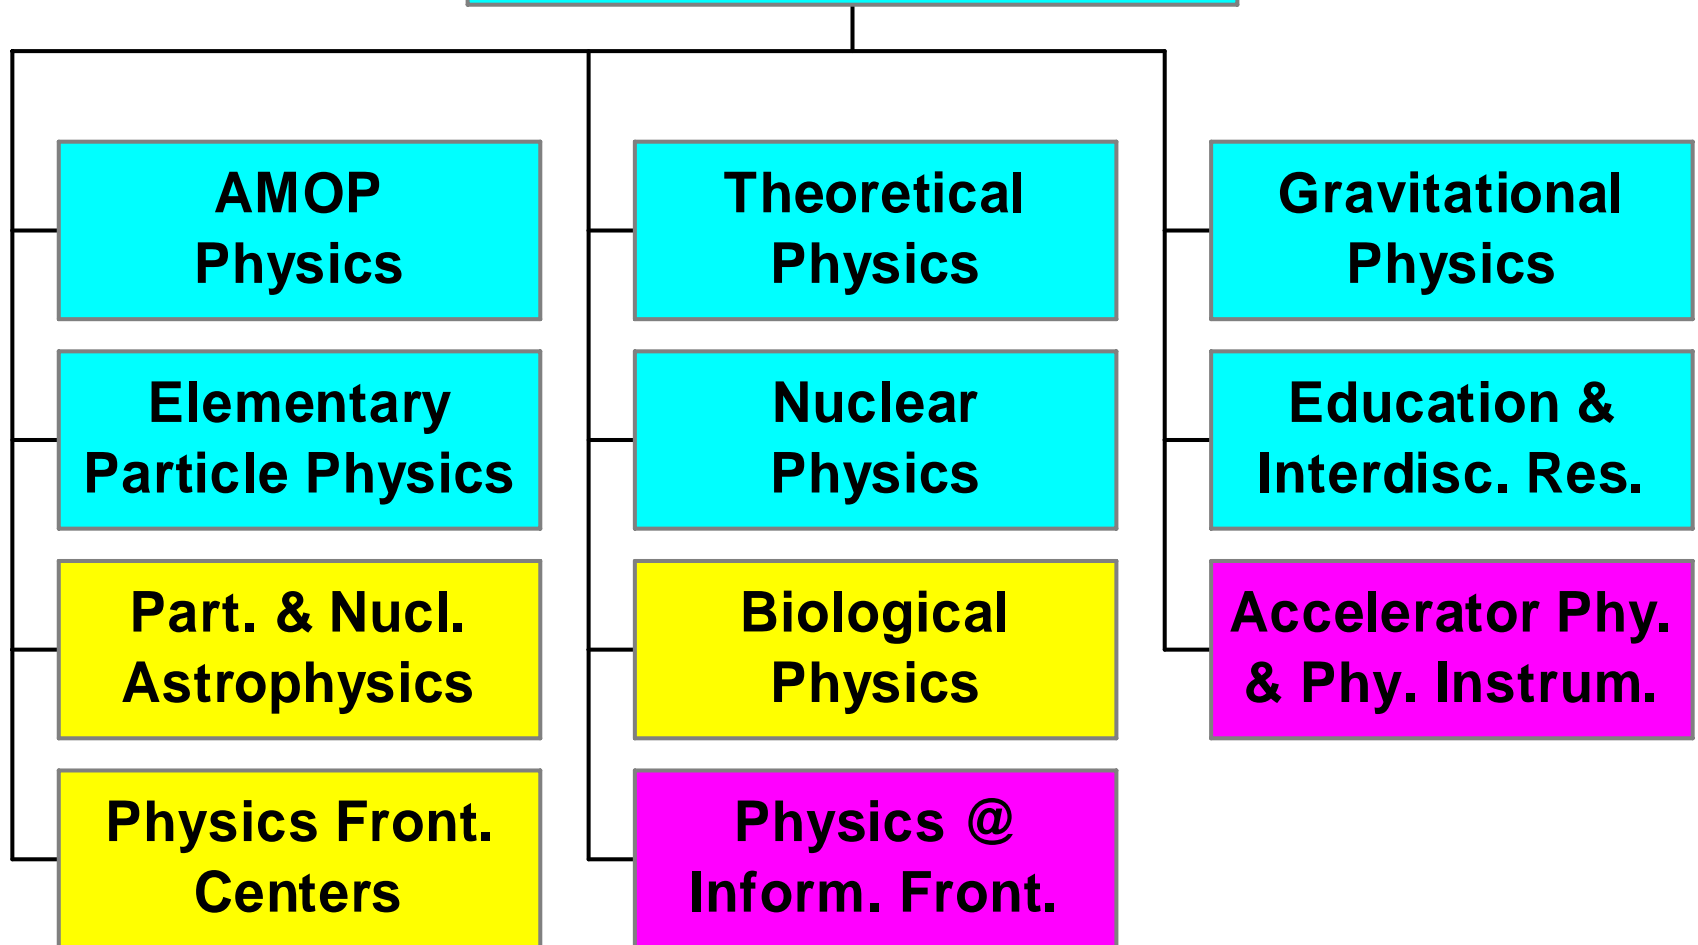 AMOP
Physics
Theoretical
Physics
Gravitational
Physics
Elementary
Particle Physics
Nuclear
Physics
Education &
Interdisc. Res.
Part. & Nucl.
Astrophysics
Biological
Physics
Accelerator Phy.
& Phy. Instrum.
Physics Front.
Centers
Physics @
Inform. Front.